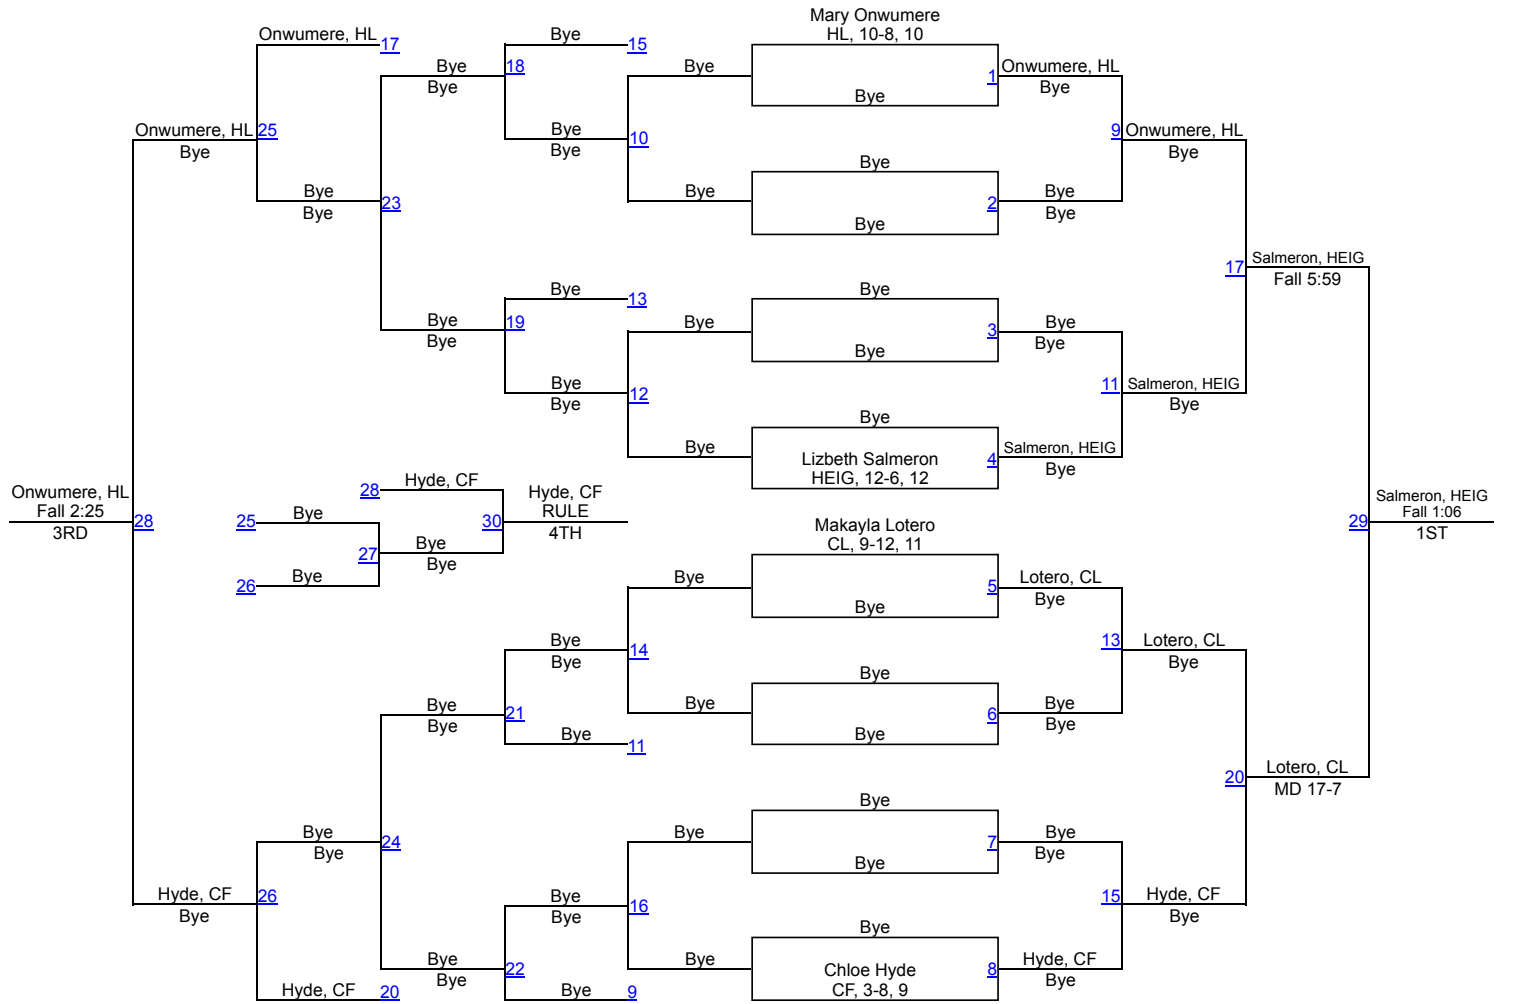 Mary Onwumere
HL, 10-8, 10
Onwumere, HL 17
Bye 15
Bye 18
Bye
Bye
1 Onwumere, HL
Bye
Bye
Onwumere, HL 25
Bye
Bye 10
Bye
9 Onwumere, HL
Bye
Bye
Bye 23
Bye
Bye
2 Bye
Bye
Bye
17 Salmeron, HEIG
Fall 5:59
Bye 13
Bye
Bye 19
Bye
Bye
3 Bye
Bye
Bye
Bye 12
Bye
11 Salmeron, HEIG
Bye
Bye
Bye
Lizbeth Salmeron
HEIG, 12-6, 12
4 Salmeron, HEIG
Bye
Onwumere, HL
Fall 2:25
3RD
28
28 Hyde, CF
25 Bye
26 Bye
27 Bye
Bye
30 Hyde, CF
RULE
4TH
29 Salmeron, HEIG
Fall 1:06
1ST
Makayla Lotero
CL, 9-12, 11
Bye
Bye
5 Lotero, CL
Bye
Bye 14
Bye
13 Lotero, CL
Bye
Bye
Bye
Bye
6 Bye
Bye
Bye 21
Bye
Bye 11
20 Lotero, CL
MD 17-7
Bye
Bye
Bye
7 Bye
Bye
Bye 24
Bye
Hyde, CF 26
Bye
Bye 16
Bye
15 Hyde, CF
Bye
Bye
Bye
Chloe Hyde
CF, 3-8, 9
8 Hyde, CF
Bye
Bye 22
Bye
Hyde, CF 20
Bye 9